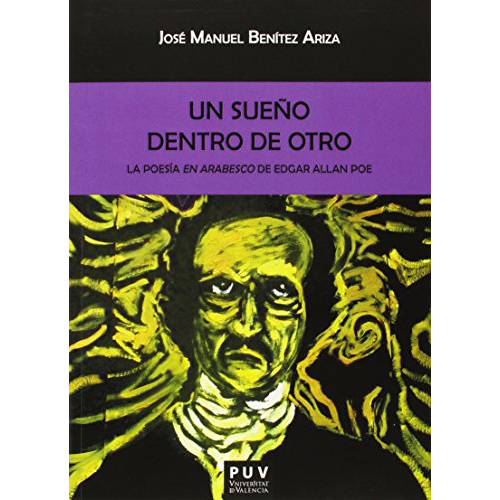 José Manuel Benítez Ariza
UN SUEÑO
DENTRO DE OTRO
LA POESÍA EN ARABESCO DE EDGAR ALLAN POE
PUV
UNIVERSITAT
ID VALÈNCIA